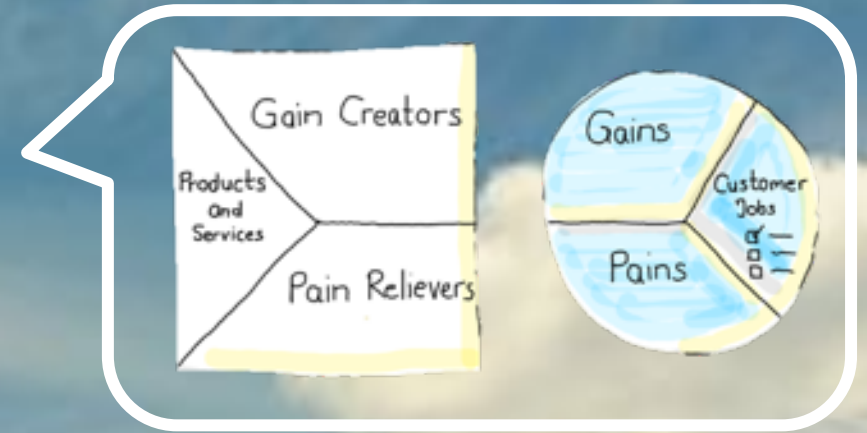 Gain Creators
Products
and
Services
Pain Relievers
Gains
Customer
Jobs
Pains